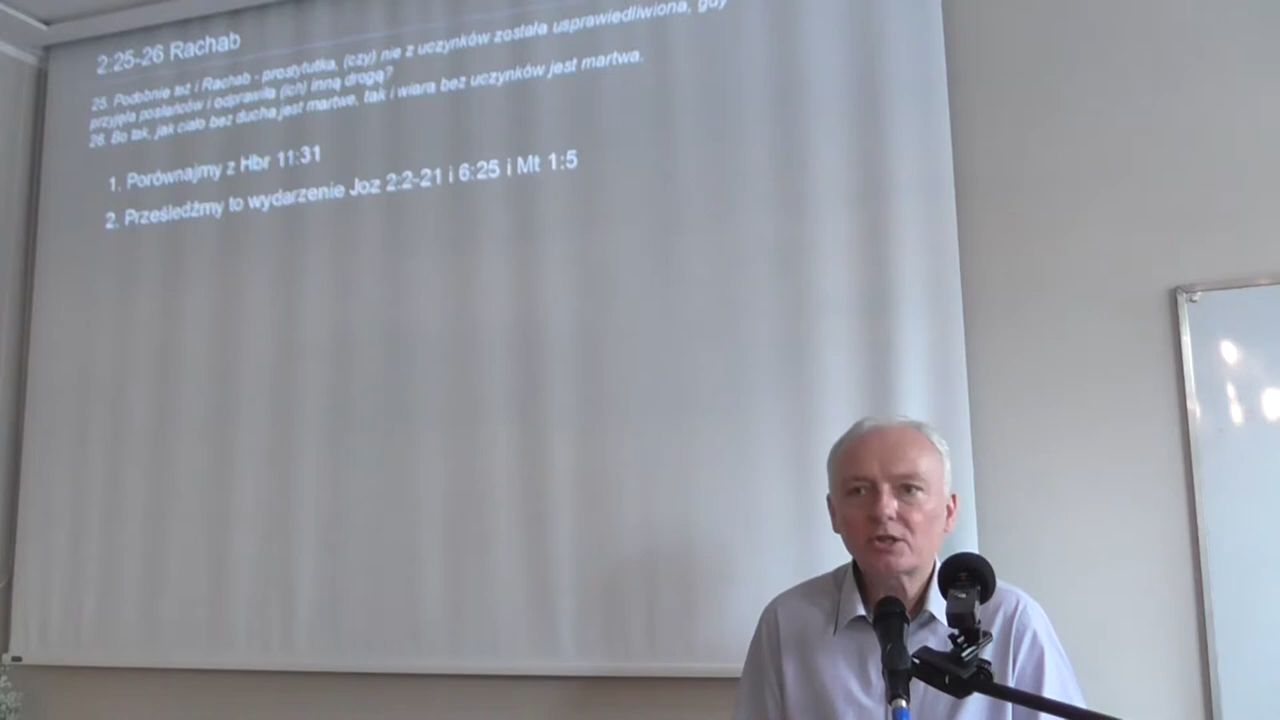 2:25-26 Rachab
25. Podobnie też i Rachab - prostytutka, (czy) nie z uczynków została usprawiedliwiona, gdy
przyjęła posłańców i odprawiła (ich) inną drogą?
26. Bo tak, jak ciało bez ducha jest martwe, tak i wiara bez uczynków jest martwa.
1. Porównajmy z Hbr 11:31
2. Prześledźmy to wydarzenie Joz 2:2-21 i 6:25 i Mt 1:5